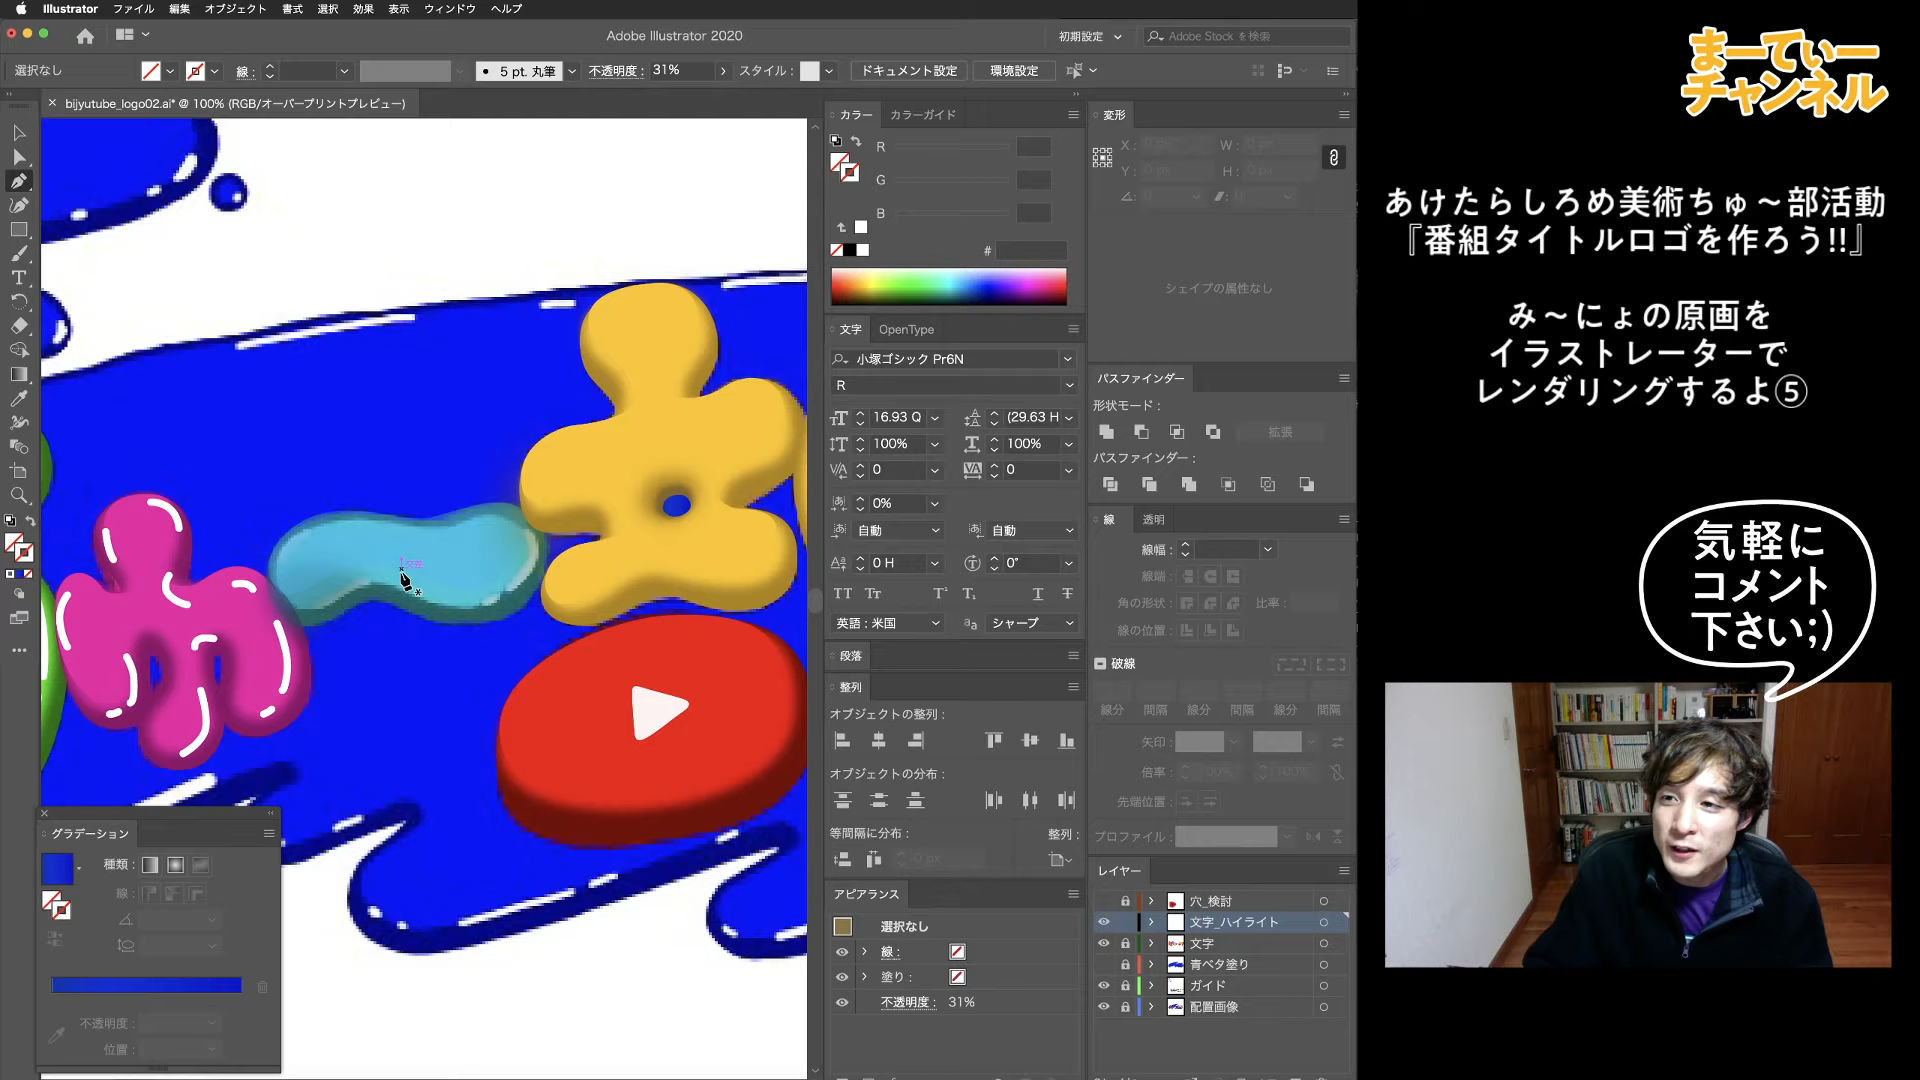 Illustrator ファイル 編集 オブジェクト 書式 選択 効果 表示 ウィンドウ ヘルプ
Adobe Illustrator 2020
初期設定
Adobe Stock を検索
選択なし
線 :
5 pt. 丸筆
不透明度 : 31%
スタイル :
ドキュメント設定
環境設定
bijyutube_logo02.ai* @ 100% (RGB/オーバープリントプレビュー)
カラー カラーガイド
R
G
B
#
文字 OpenType
小塚ゴシック Pr6N
R
16.93 Q (29.63 H
100% 100%
0 0
0%
自動 自動
0 H 0°
英語 : 米国 シャープ
段落
整列
オブジェクトの整列 :
オブジェクトの分布 :
等間隔に分布 : 整列 :
0 px
アピアランス
選択なし
線 :
塗り :
不透明度 : 31%
変形
X : 0 px W : 0 px
Y : 0 px H : 0 px
シェイプの属性なし
パスファインダー
形状モード :
拡張
パスファインダー :
線 透明
線幅 :
線端 :
角の形状 : 比率 :
線の位置 :
破線
線分 間隔 線分 間隔 線分 間隔
矢印 :
倍率 : 100% 100%
先端位置 :
プロファイル :
レイヤー
穴_検討
文字_ハイライト
文字
青ベタ塗り
ガイド
配置画像
グラデーション
種類 :
線 :
不透明度 :
位置 :
まーてぃー
チャンネル
あけたらしろめ美術ちゅ～部活動
『番組タイトルロゴを作ろう!!』
み～にょの原画を
イラストレーターで
レンダリングするよ⑤
気軽に
コメント
下さい;)